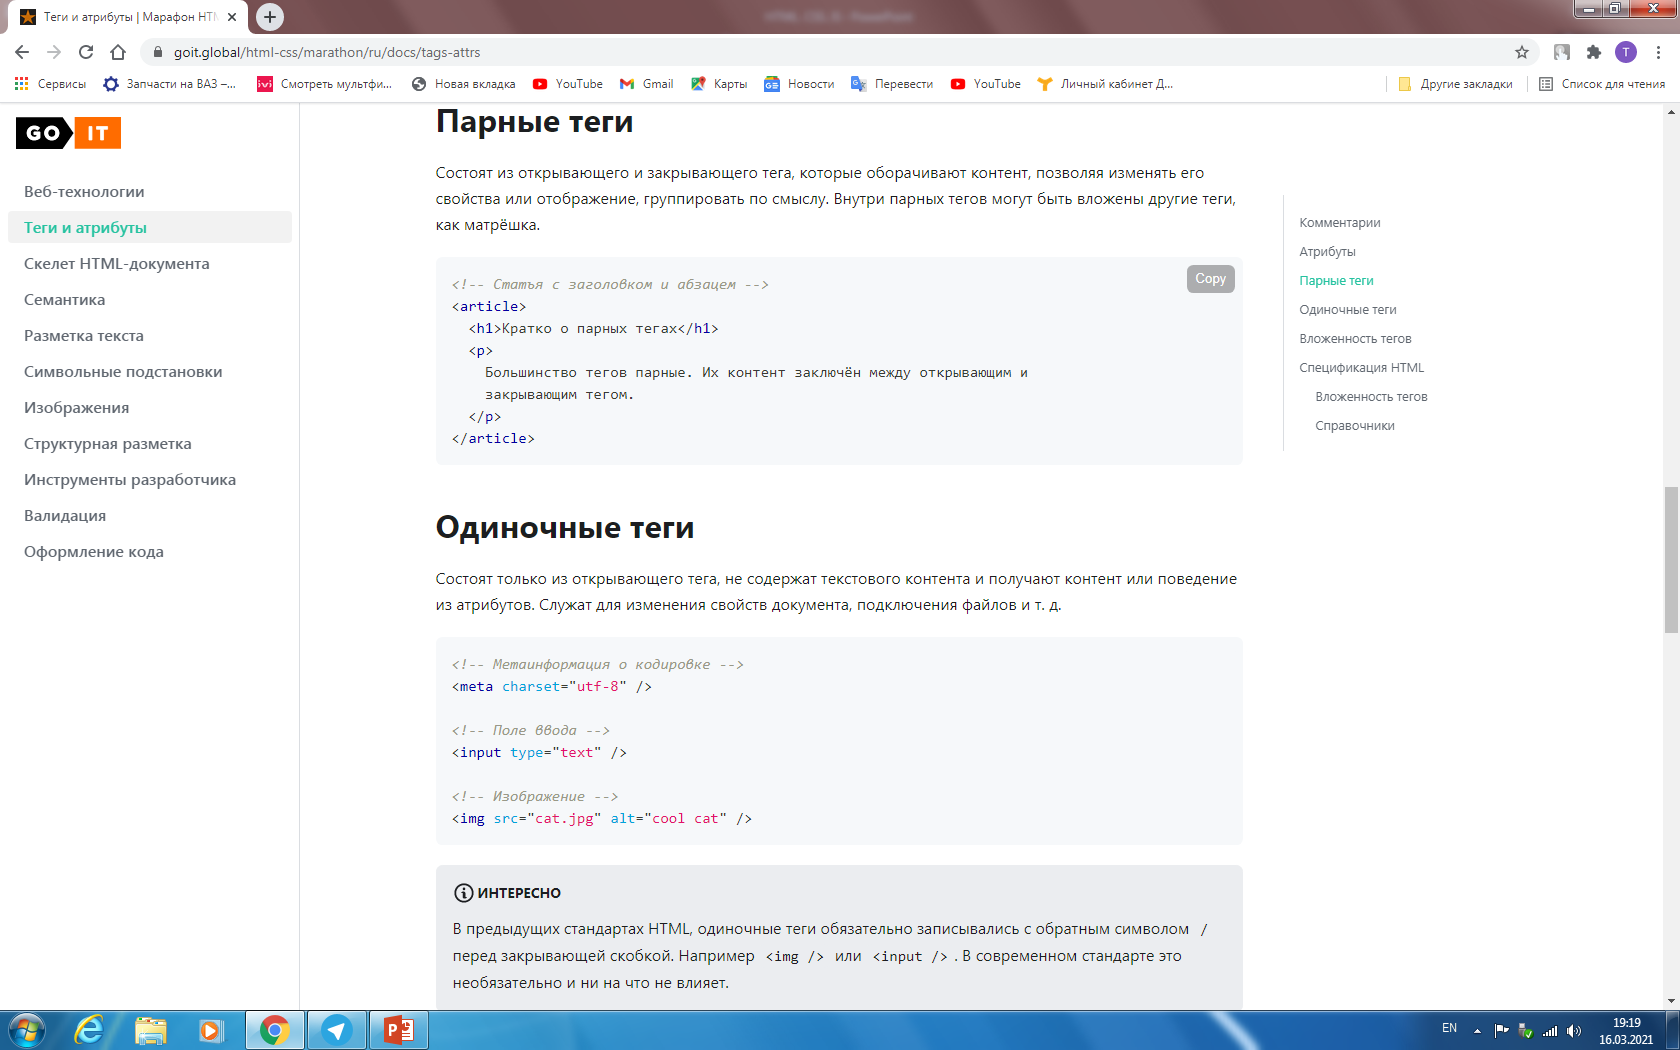 Теги и атрибуты | Марафон HTM
goit.global/html-css/marathon/ru/docs/tags-attrs
T
Сервисы
Запчасти на ВАЗ –...
ivi
Смотреть мультфи...
Новая вкладка
YouTube
Gmail
Карты
Новости
Перевести
YouTube
Личный кабинет Д...
Другие закладки
Список для чтения
GO IT
Веб-технологии
Теги и атрибуты
Скелет HTML-документа
Семантика
Разметка текста
Символьные подстановки
Изображения
Структурная разметка
Инструменты разработчика
Валидация
Оформление кода
Парные теги
Состоят из открывающего и закрывающего тега, которые оборачивают контент, позволяя изменять его
свойства или отображение, группировать по смыслу. Внутри парных тегов могут быть вложены другие теги,
как матрёшка.
Copy
<!-- Статья с заголовком и абзацем -->
<article>
<h1>Кратко о парных тегах</h1>
<p>
Большинство тегов парные. Их контент заключён между открывающим и
закрывающим тегом.
</p>
</article>
Одиночные теги
Состоят только из открывающего тега, не содержат текстового контента и получают контент или поведение
из атрибутов. Служат для изменения свойств документа, подключения файлов и т. д.
<!-- Метаинформация о кодировке -->
<meta charset="utf-8" />
<!-- Поле ввода -->
<input type="text" />
<!-- Изображение -->
<img src="cat.jpg" alt="cool cat" />
ИНТЕРЕСНО
В предыдущих стандартах HTML, одиночные теги обязательно записывались с обратным символом /
перед закрывающей скобкой. Например <img /> или <input /> . В современном стандарте это
необязательно и ни на что не влияет.
Комментарии
Атрибуты
Парные теги
Одиночные теги
Вложенность тегов
Спецификация HTML
Вложенность тегов
Справочники
EN
19:19
16.03.2021